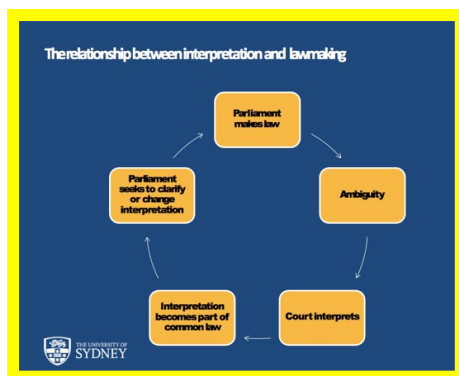 The relationship between interpretation and lawmaking
Parliament
makes law
Ambiguity
Court interprets
Interpretation
becomes part of
common law
Parliament
seeks to clarify
or change
interpretation
THE UNIVERSITY OF
SYDNEY